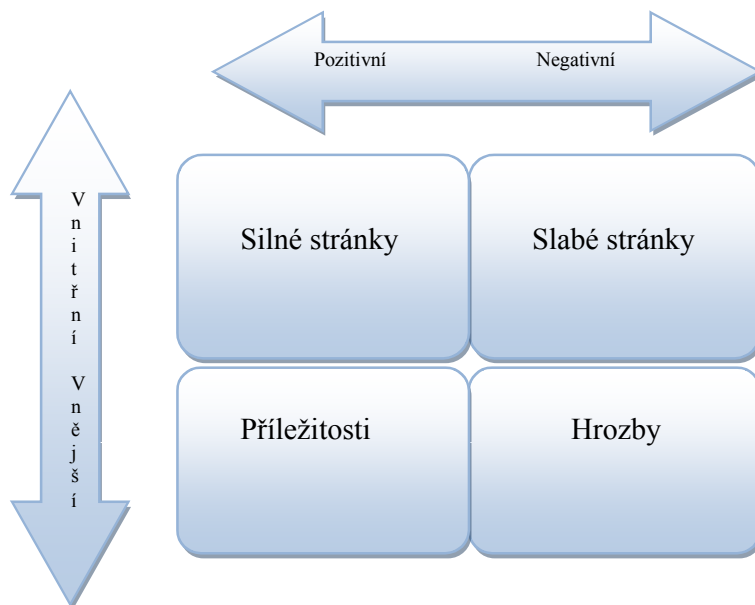 Pozitivní Negativní
Vnitřní Vnější
Silné stránky
Slabé stránky
Příležitosti
Hrozby